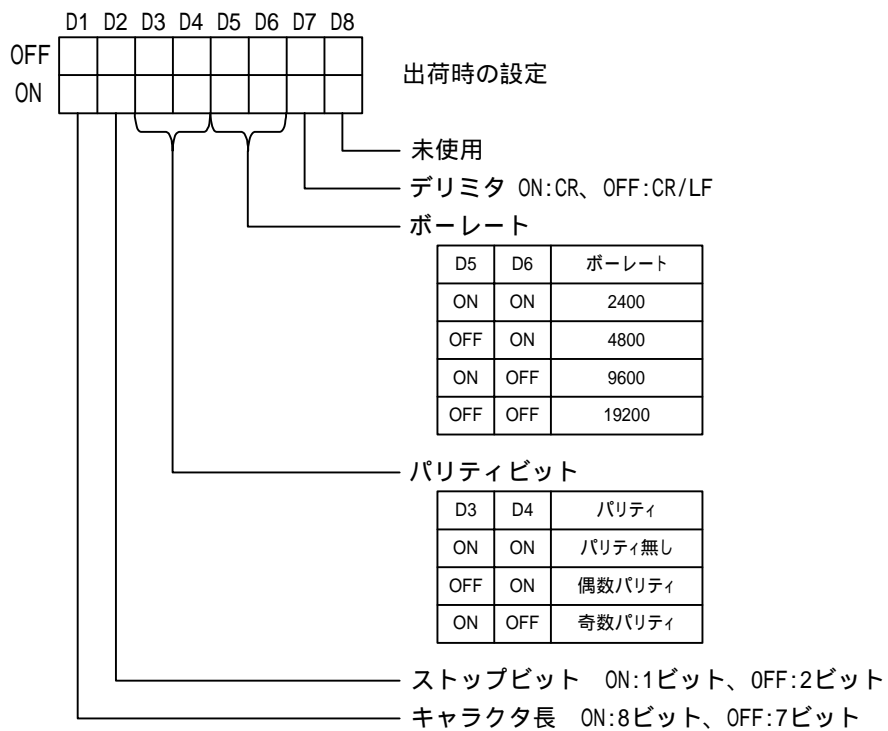 D1 D2 D3 D4 D5 D6 D7 D8
OFF
ON
出荷時の設定
未使用
デリミタ ON:CR、OFF:CR/LF
ボーレート
D5 D6 ボーレート
ON ON 2400
OFF ON 4800
ON OFF 9600
OFF OFF 19200
パリティビット
D3 D4 パリティ
ON ON パリティ無し
OFF ON 偶数パリティ
ON OFF 奇数パリティ
ストップビット ON:1ビット、OFF:2ビット
キャラクタ長 ON:8ビット、OFF:7ビット